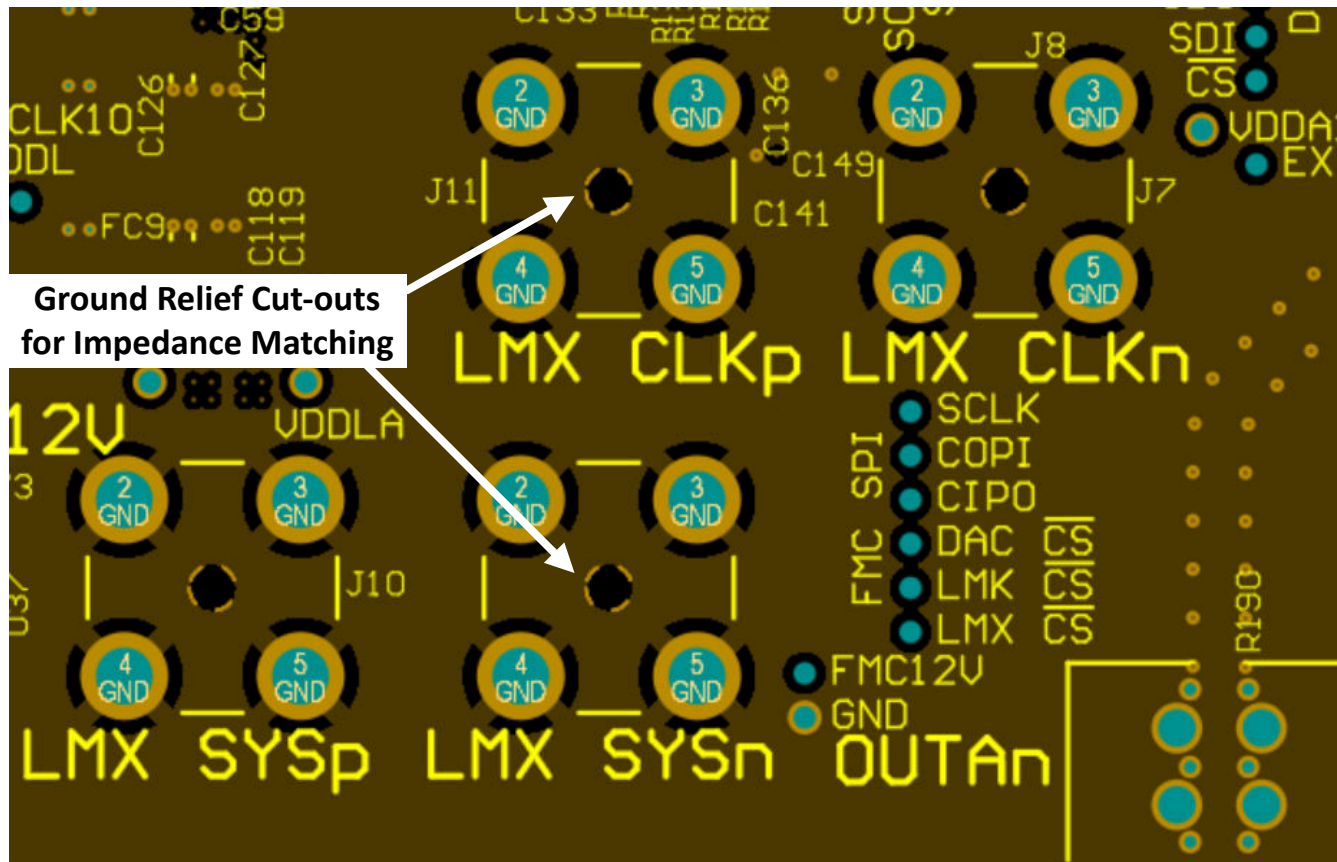 C59
C133
C127
C126
CLK10
DDL
FC9
C118
C119
J11
2
GND
3
GND
4
GND
5
GND
C136
C149
C141
J8
2
GND
3
GND
4
GND
5
GND
J7
SDI
CS
VDDA
EX
Ground Relief Cut-outs
for Impedance Matching
LMX CLKp
LMX CLKn
12V
VDDLA
2
GND
3
GND
4
GND
5
GND
J10
2
GND
3
GND
4
GND
5
GND
SPI
FMC
SCLK
COPI
CIPO
DAC CS
LMK CS
LMX CS
FMC12V
GND
R190
LMX SYSp
LMX SYSn
OUTAn